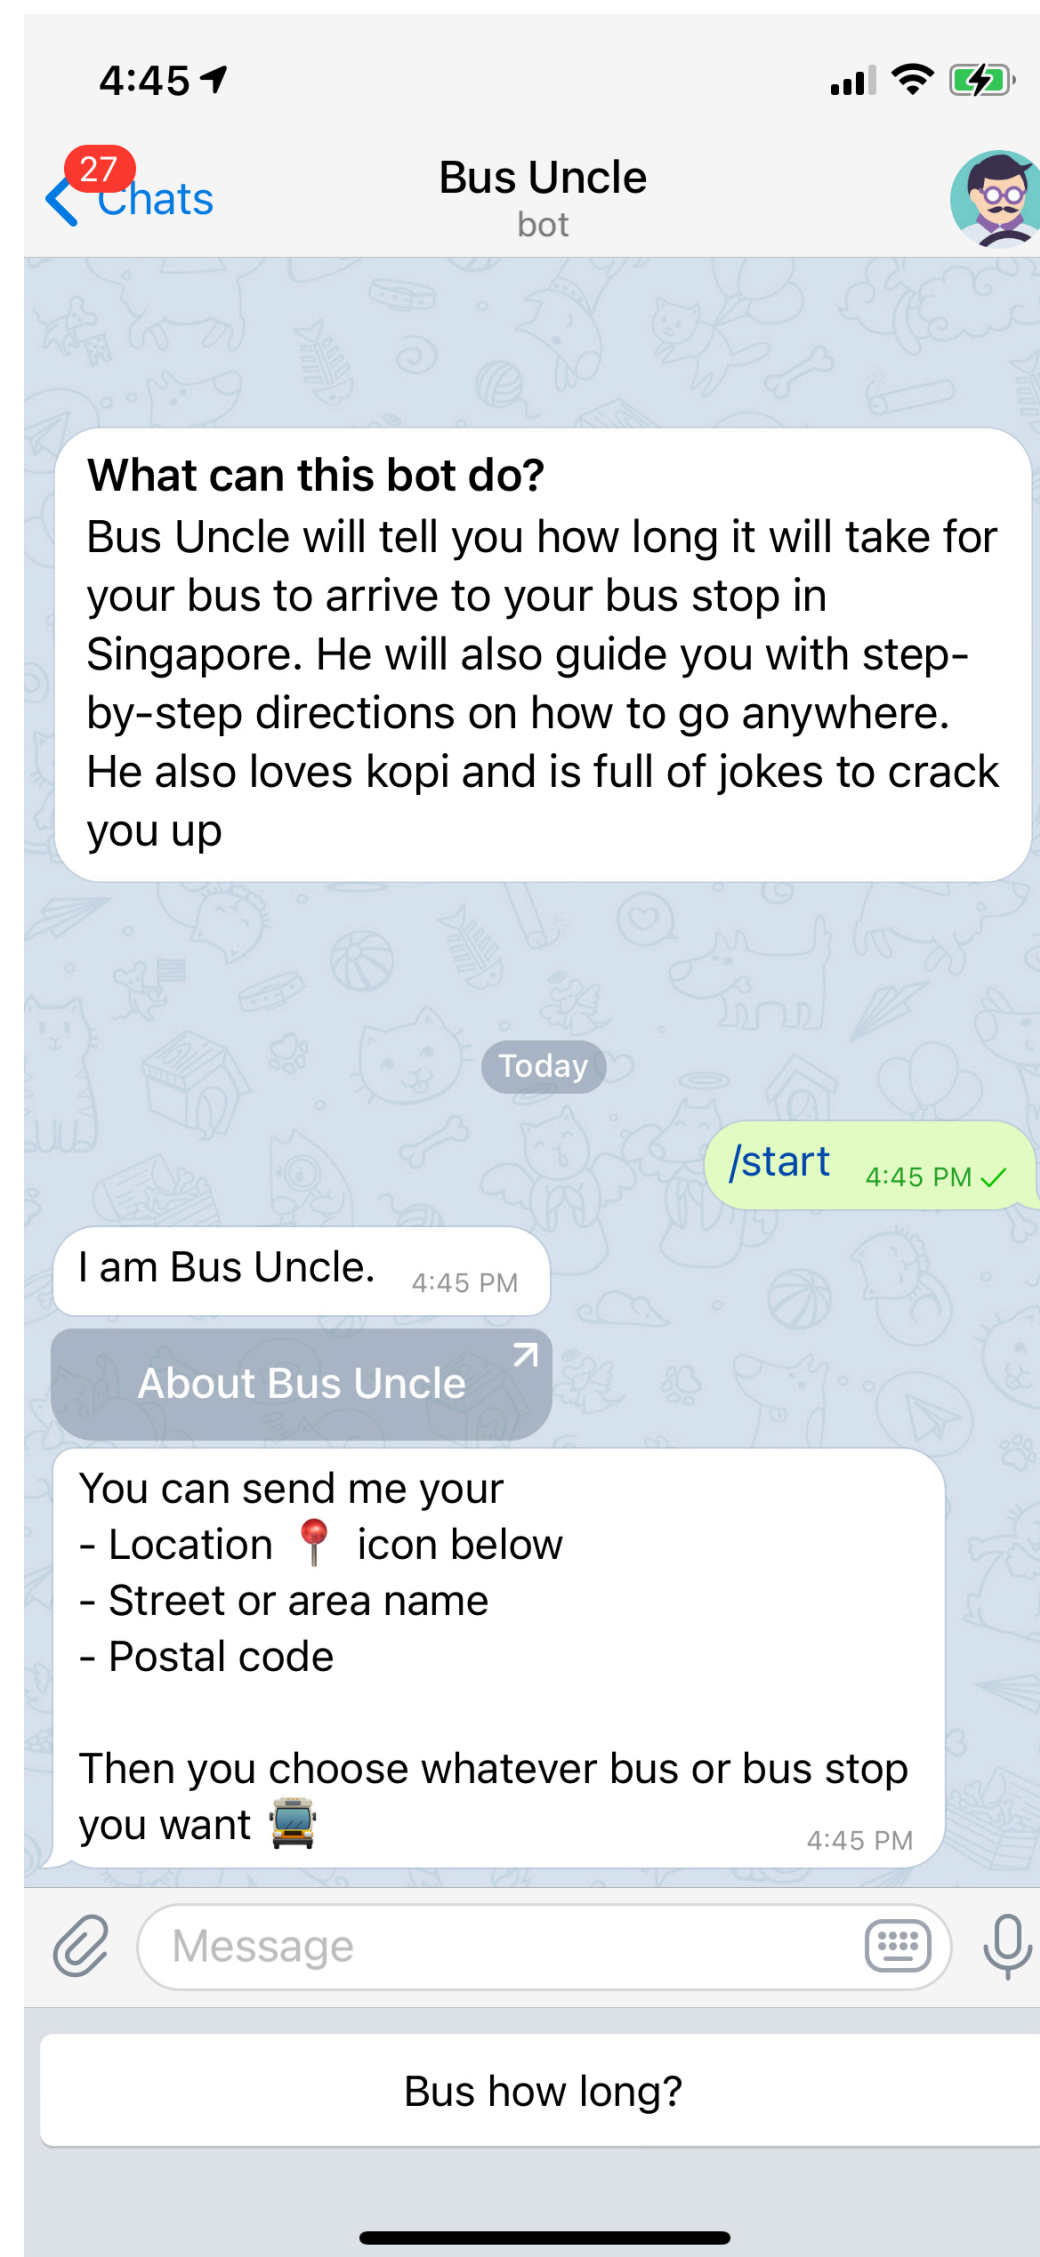 4:45
27
Chats
Bus Uncle
bot
What can this bot do?
Bus Uncle will tell you how long it will take for
your bus to arrive to your bus stop in
Singapore. He will also guide you with step-
by-step directions on how to go anywhere.
He also loves kopi and is full of jokes to crack
you up
Today
/start 4:45 PM
I am Bus Uncle. 4:45 PM
About Bus Uncle
You can send me your
- Location 📍 icon below
- Street or area name
- Postal code
Then you choose whatever bus or bus stop
you want 🚍
4:45 PM
Message
Bus how long?